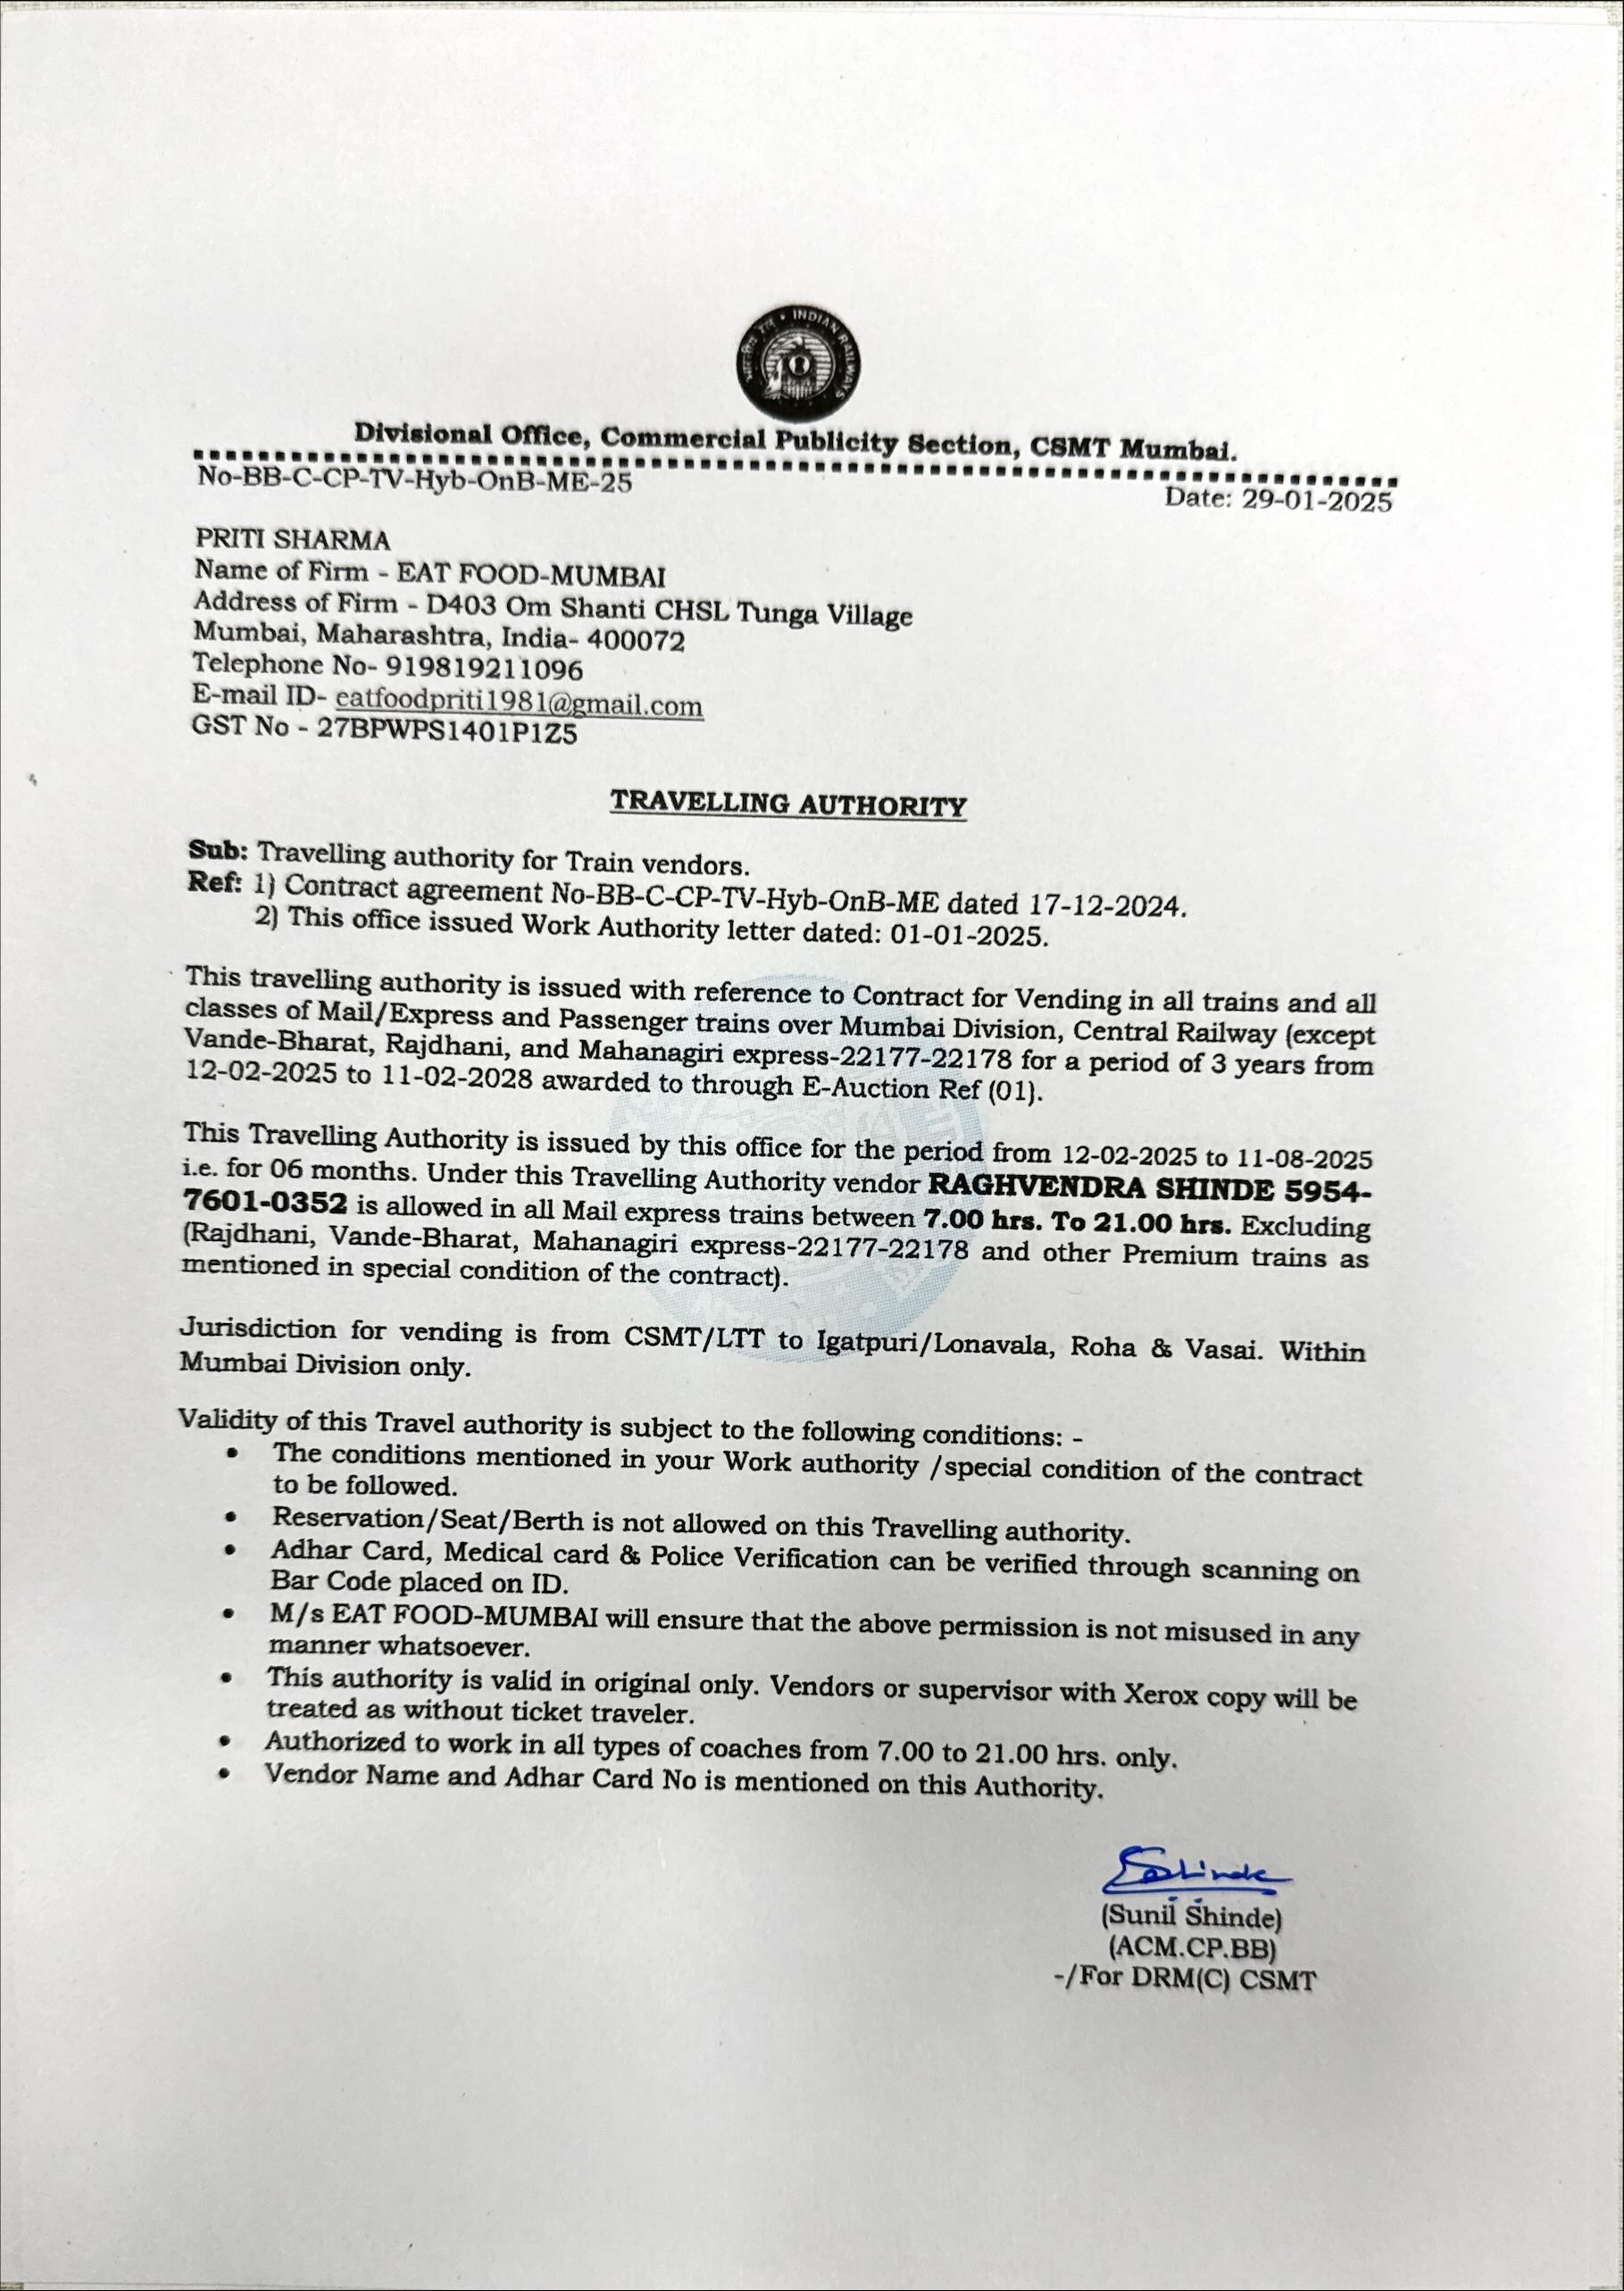 भारतीय रेल • INDIAN RAILWAYS
Divisional Office, Commercial Publicity Section, CSMT Mumbai.
No-BB-C-CP-TV-Hyb-OnB-ME-25
Date: 29-01-2025
PRITI SHARMA
Name of Firm - EAT FOOD-MUMBAI
Address of Firm - D403 Om Shanti CHSL Tunga Village
Mumbai, Maharashtra, India- 400072
Telephone No- 919819211096
E-mail ID- eatfoodpriti1981@gmail.com
GST No - 27BPWPS1401P1Z5
TRAVELLING AUTHORITY
Sub: Travelling authority for Train vendors.
Ref: 1) Contract agreement No-BB-C-CP-TV-Hyb-OnB-ME dated 17-12-2024.
2) This office issued Work Authority letter dated: 01-01-2025.
This travelling authority is issued with reference to Contract for Vending in all trains and all
classes of Mail/Express and Passenger trains over Mumbai Division, Central Railway (except
Vande-Bharat, Rajdhani, and Mahanagiri express-22177-22178 for a period of 3 years from
12-02-2025 to 11-02-2028 awarded to through E-Auction Ref (01).
This Travelling Authority is issued by this office for the period from 12-02-2025 to 11-08-2025
i.e. for 06 months. Under this Travelling Authority vendor RAGHVENDRA SHINDE 5954-
7601-0352 is allowed in all Mail express trains between 7.00 hrs. To 21.00 hrs. Excluding
(Rajdhani, Vande-Bharat, Mahanagiri express-22177-22178 and other Premium trains as
mentioned in special condition of the contract).
Jurisdiction for vending is from CSMT/LTT to Igatpuri/Lonavala, Roha & Vasai. Within
Mumbai Division only.
Validity of this Travel authority is subject to the following conditions: -
• The conditions mentioned in your Work authority /special condition of the contract
to be followed.
• Reservation/Seat/Berth is not allowed on this Travelling authority.
• Adhar Card, Medical card & Police Verification can be verified through scanning on
Bar Code placed on ID.
• M/s EAT FOOD-MUMBAI will ensure that the above permission is not misused in any
manner whatsoever.
• This authority is valid in original only. Vendors or supervisor with Xerox copy will be
treated as without ticket traveler.
• Authorized to work in all types of coaches from 7.00 to 21.00 hrs. only.
• Vendor Name and Adhar Card No is mentioned on this Authority.
SShinde
(Sunil Shinde)
(ACM.CP.BB)
-/For DRM(C) CSMT